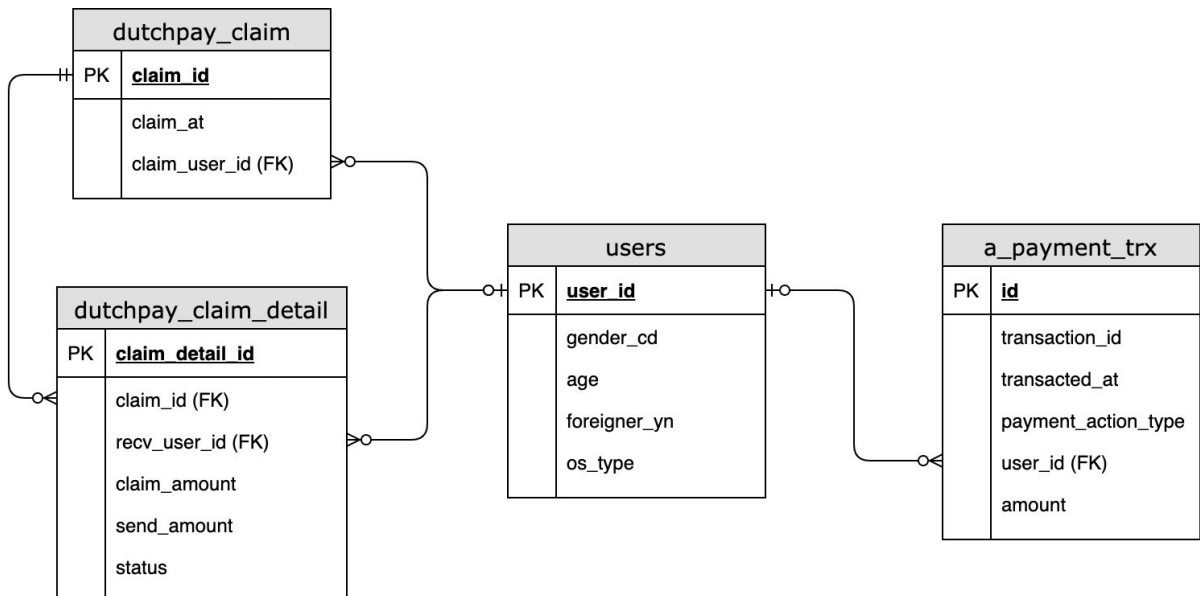 dutchpay_claim
PK claim_id
claim_at
claim_user_id (FK)
dutchpay_claim_detail
PK claim_detail_id
claim_id (FK)
recv_user_id (FK)
claim_amount
send_amount
status
users
PK user_id
gender_cd
age
foreigner_yn
os_type
a_payment_trx
PK id
transaction_id
transacted_at
payment_action_type
user_id (FK)
amount